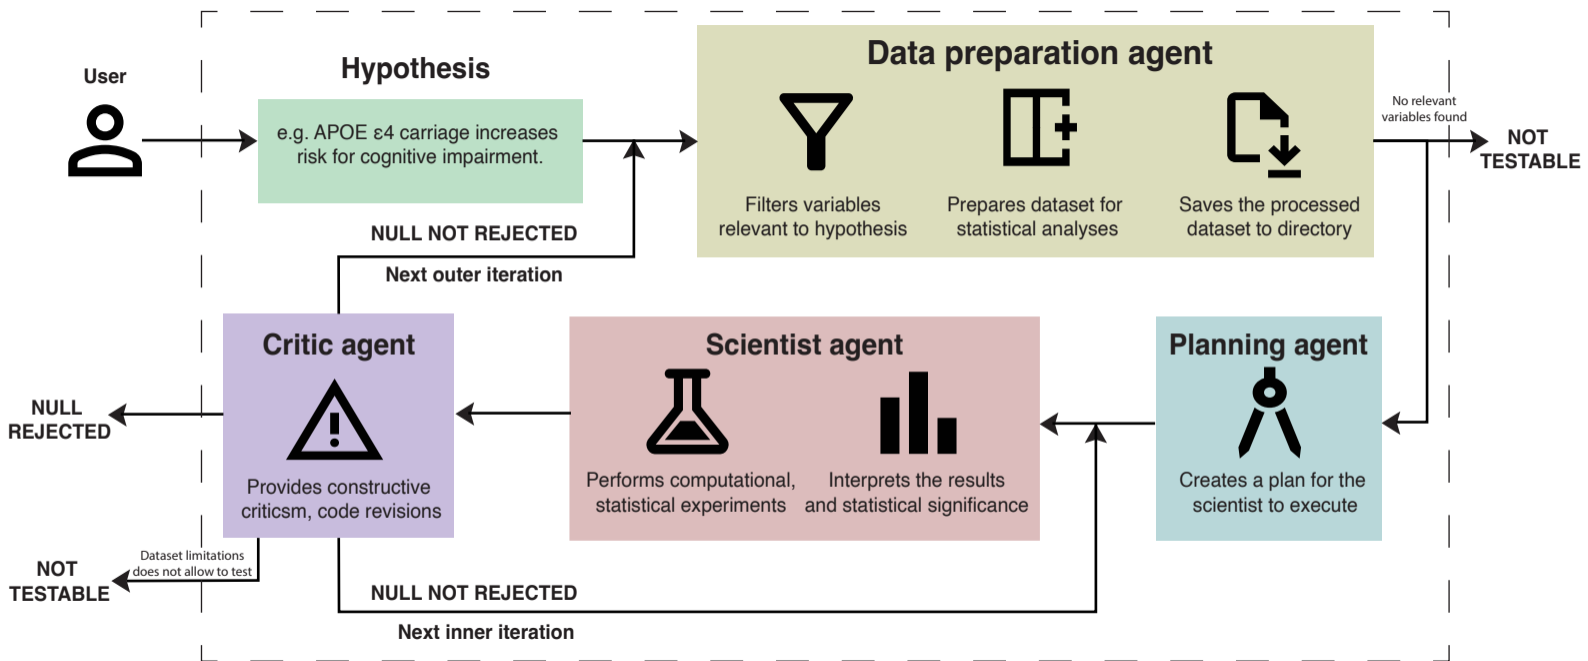 User
Hypothesis
e.g. APOE ε4 carriage increases
risk for cognitive impairment.
Data preparation agent
Filters variables
relevant to hypothesis
Prepares dataset for
statistical analyses
Saves the processed
dataset to directory
No relevant
variables found
NOT
TESTABLE
NULL NOT REJECTED
Next outer iteration
Critic agent
Provides constructive
criticsm, code revisions
Scientist agent
Performs computational,
statistical experiments
Interprets the results
and statistical significance
Planning agent
Creates a plan for the
scientist to execute
NULL
REJECTED
Dataset limitations
does not allow to test
NOT
TESTABLE
NULL NOT REJECTED
Next inner iteration